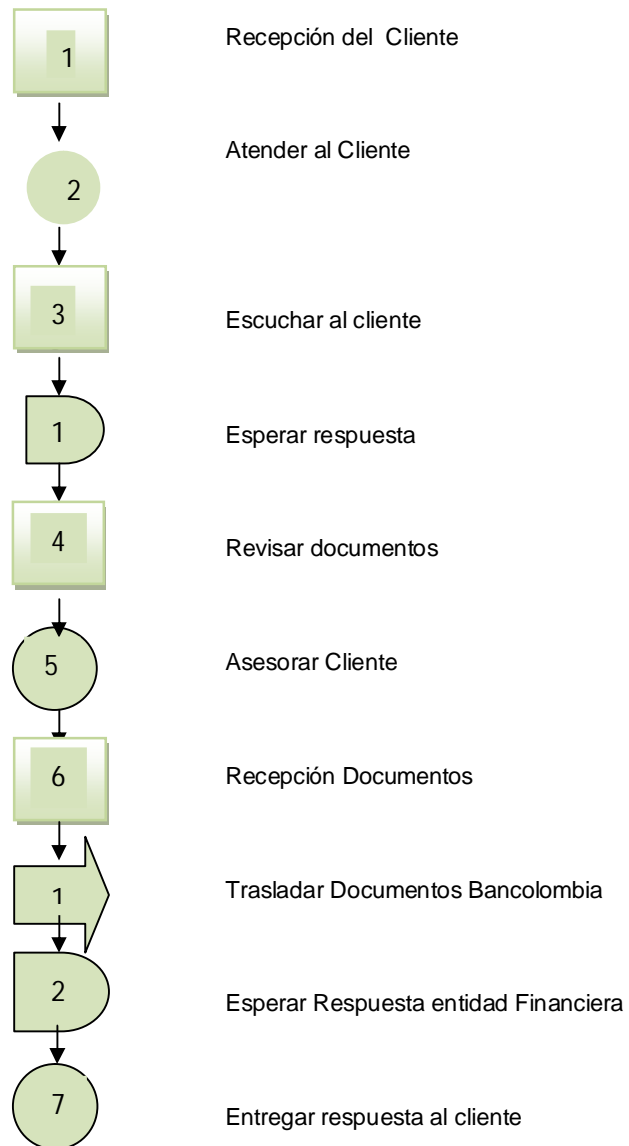 1 Recepción del Cliente
2 Atender al Cliente
3 Escuchar al cliente
1 Esperar respuesta
4 Revisar documentos
5 Asesorar Cliente
6 Recepción Documentos
1 Trasladar Documentos Bancolombia
2 Esperar Respuesta entidad Financiera
7 Entregar respuesta al cliente